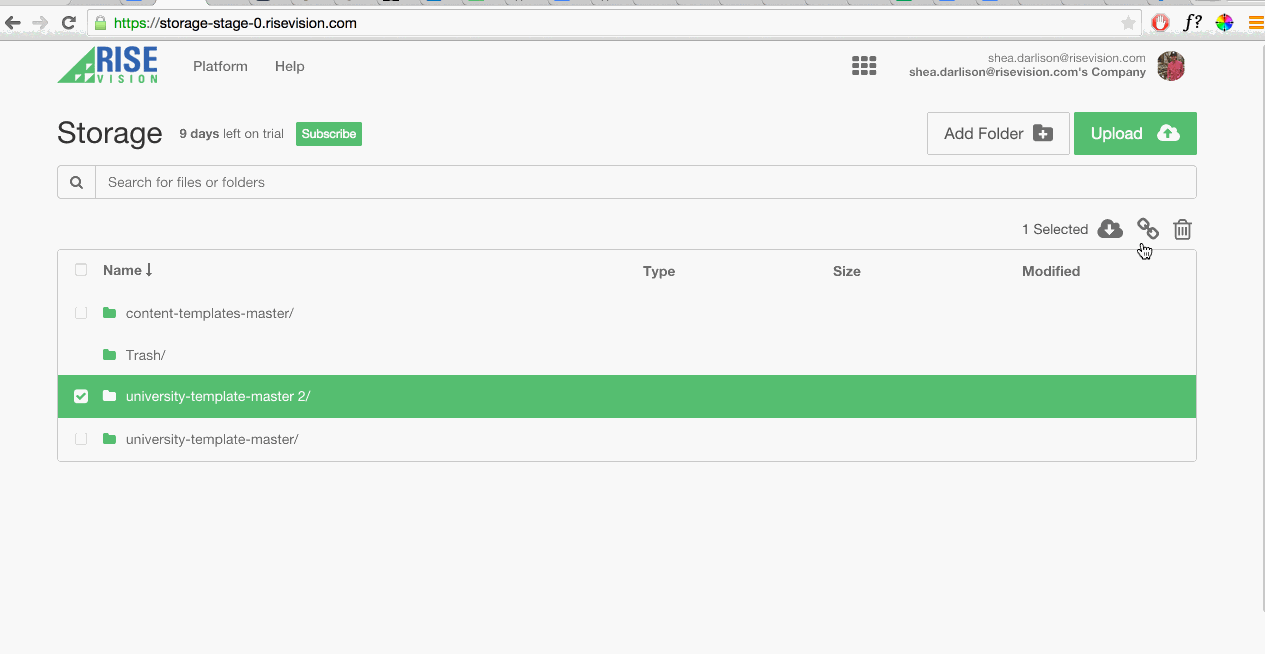 https://storage-stage-0.risevision.com
f?
RISE
VISION
Platform
Help
shea.darlison@risevision.com
shea.darlison@risevision.com's Company
Storage
9 days left on trial
Subscribe
Add Folder
Upload
Search for files or folders
1 Selected
Name
Type
Size
Modified
content-templates-master/
Trash/
university-template-master 2/
university-template-master/